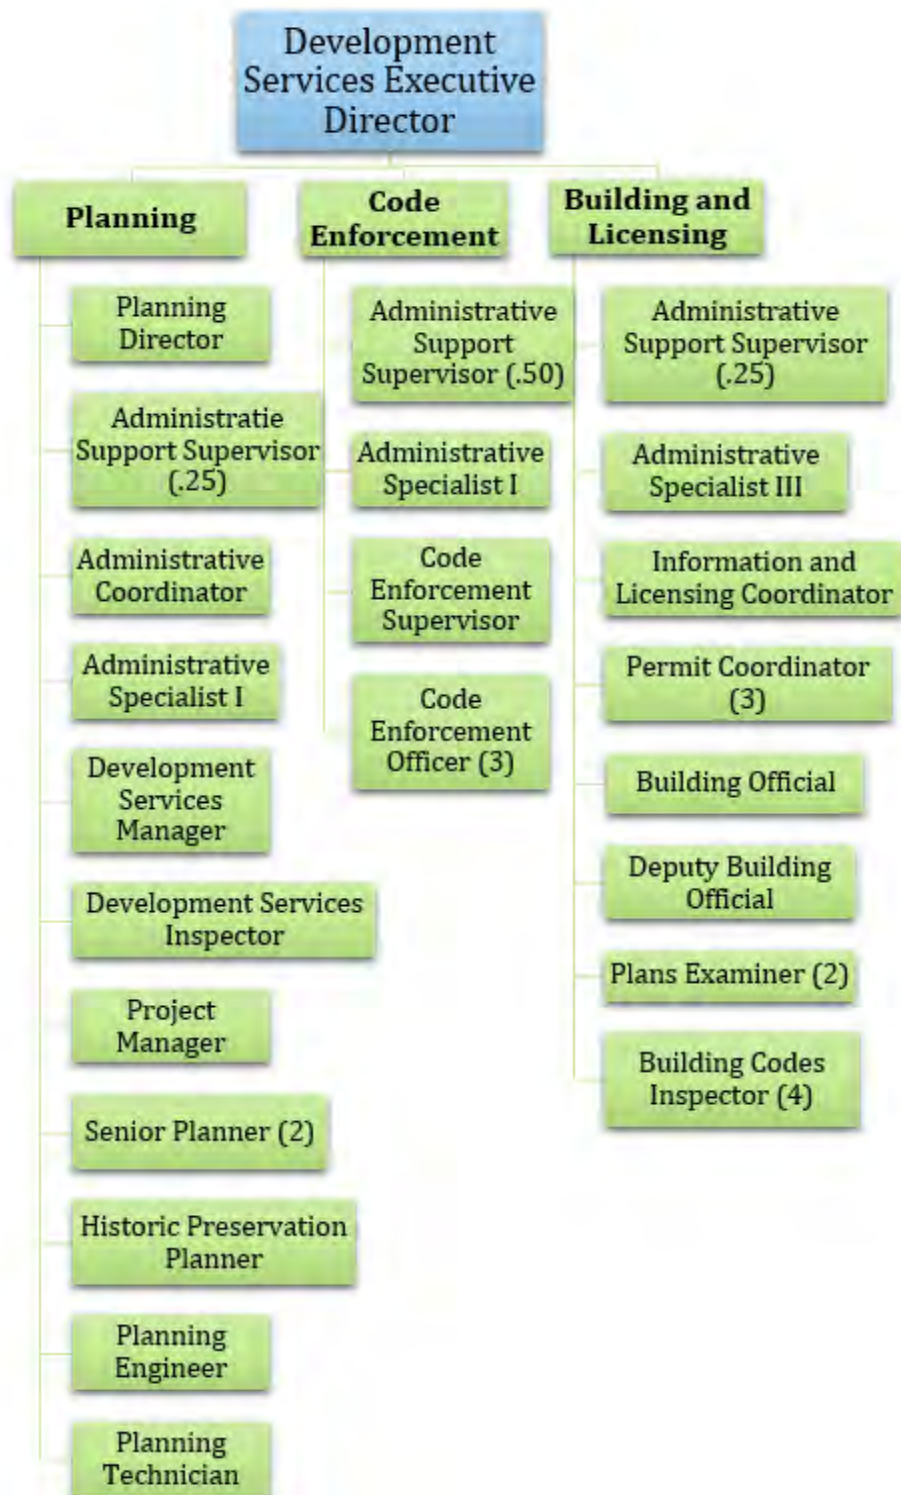 Development
Services Executive
Director
Planning
Planning
Director
Administratie
Support Supervisor
(.25)
Administrative
Coordinator
Administrative
Specialist I
Development
Services
Manager
Development Services
Inspector
Project
Manager
Senior Planner (2)
Historic Preservation
Planner
Planning
Engineer
Planning
Technician
Code
Enforcement
Administrative
Support
Supervisor (.50)
Administrative
Specialist I
Code
Enforcement
Supervisor
Code
Enforcement
Officer (3)
Building and
Licensing
Administrative
Support Supervisor
(.25)
Administrative
Specialist III
Information and
Licensing Coordinator
Permit Coordinator
(3)
Building Official
Deputy Building
Official
Plans Examiner (2)
Building Codes
Inspector (4)